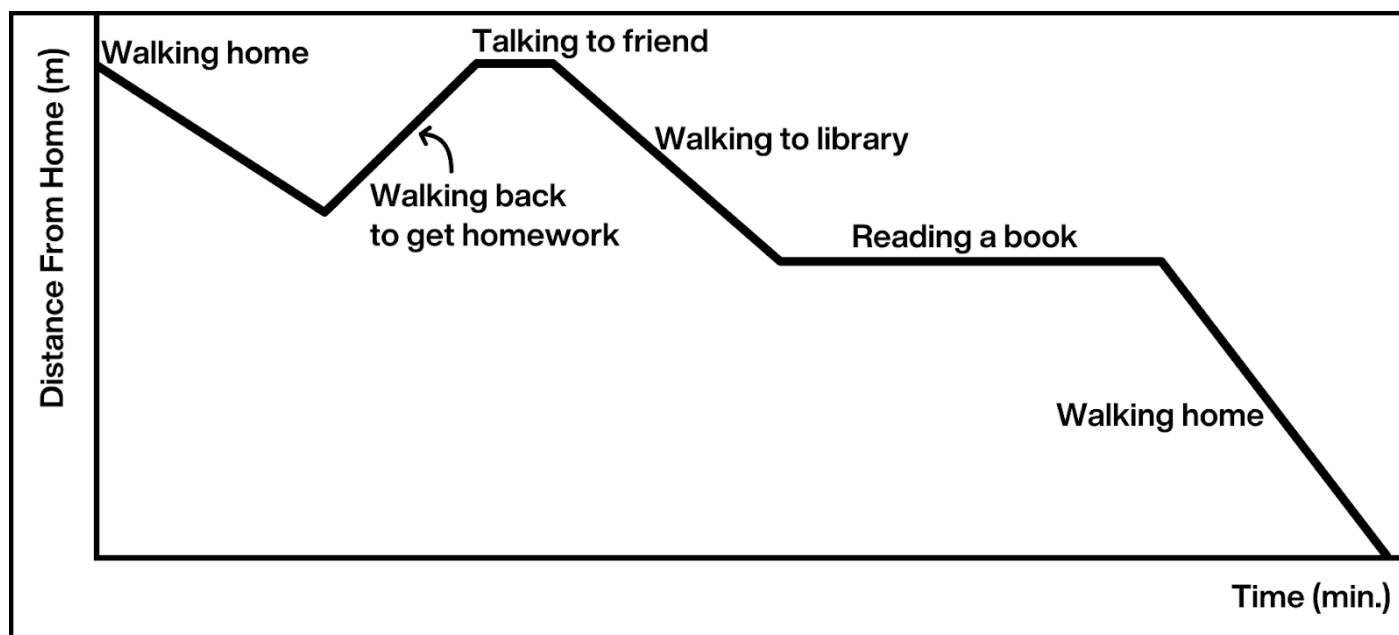 Distance From Home (m)
Walking home
Talking to friend
Walking to library
Walking back
to get homework
Reading a book
Walking home
Time (min.)